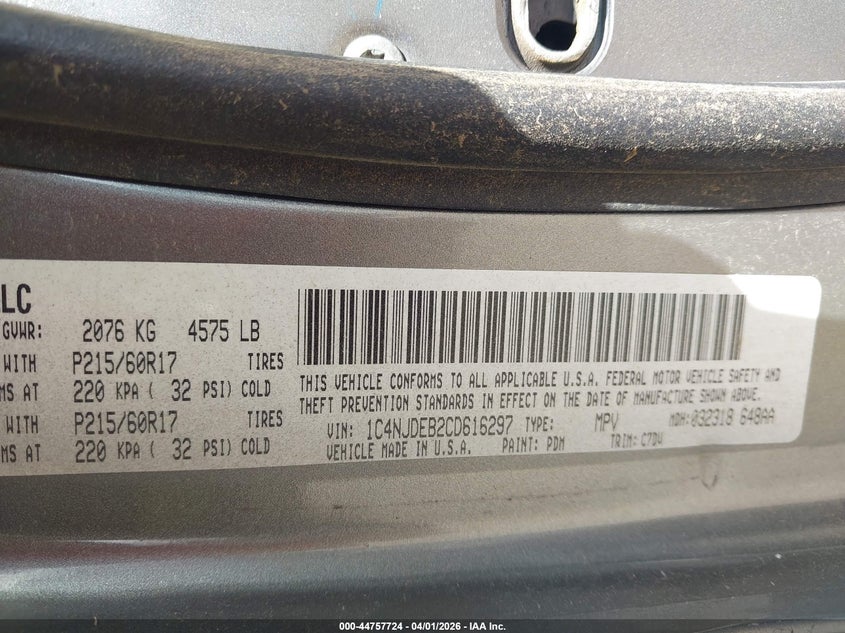 LC
GVWR: 2076 KG 4575 LB
WITH P215/60R17 TIRES
MS AT 220 KPA ( 32 PSI) COLD
WITH P215/60R17 TIRES
MS AT 220 KPA ( 32 PSI) COLD
THIS VEHICLE CONFORMS TO ALL APPLICABLE U.S.A. FEDERAL MOTOR VEHICLE SAFETY AND
THEFT PREVENTION STANDARDS IN EFFECT ON THE DATE OF MANUFACTURE SHOWN ABOVE.
VIN: 1C4NJDEB2CD616297 TYPE: MPV MDH: 032318 648AA
VEHICLE MADE IN U.S.A. PAINT: PDM TRIM: C7DV
000-44757724 - 04/01/2026 - IAA Inc.